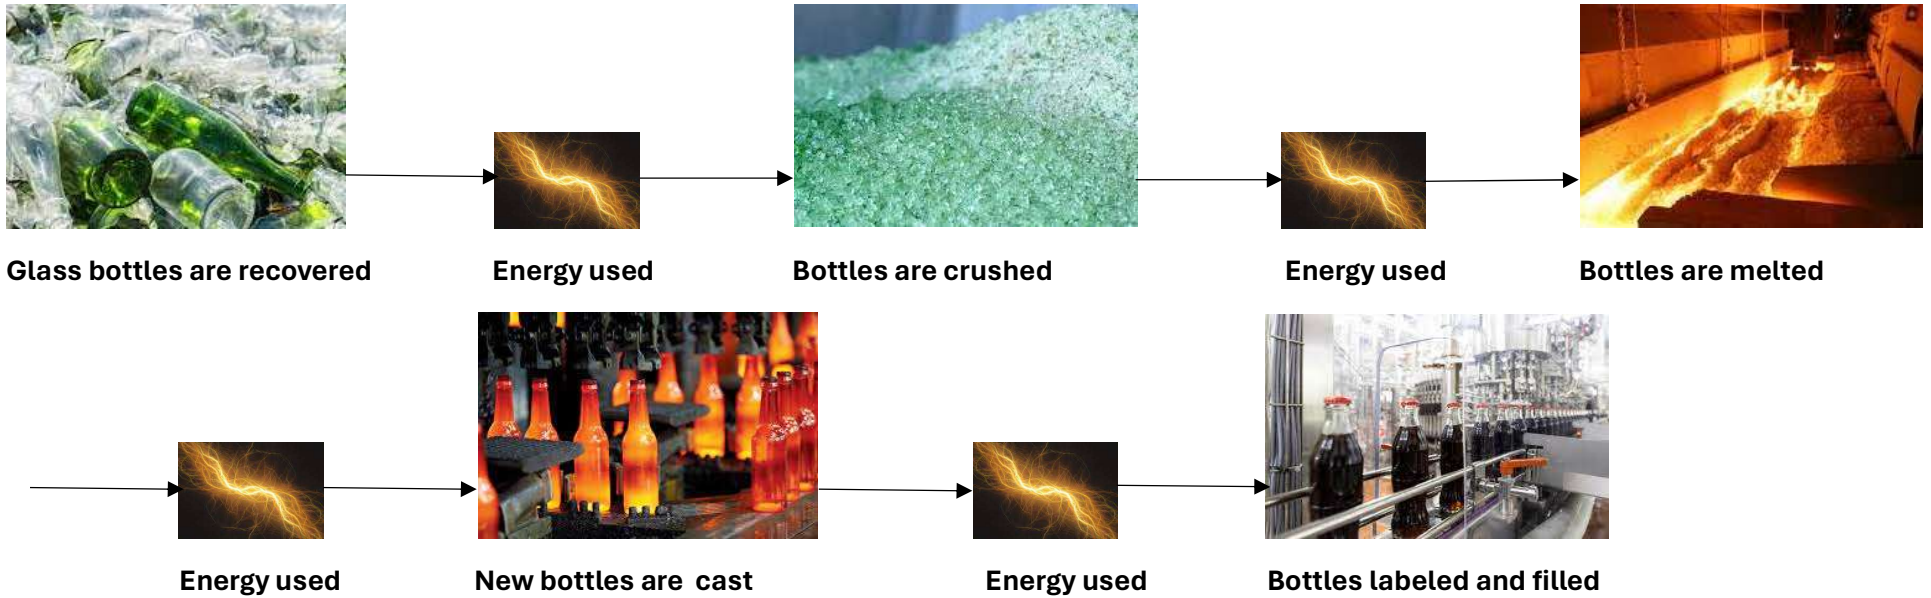 Glass bottles are recovered
Energy used
Bottles are crushed
Energy used
Bottles are melted
Energy used
New bottles are cast
Energy used
Bottles labeled and filled